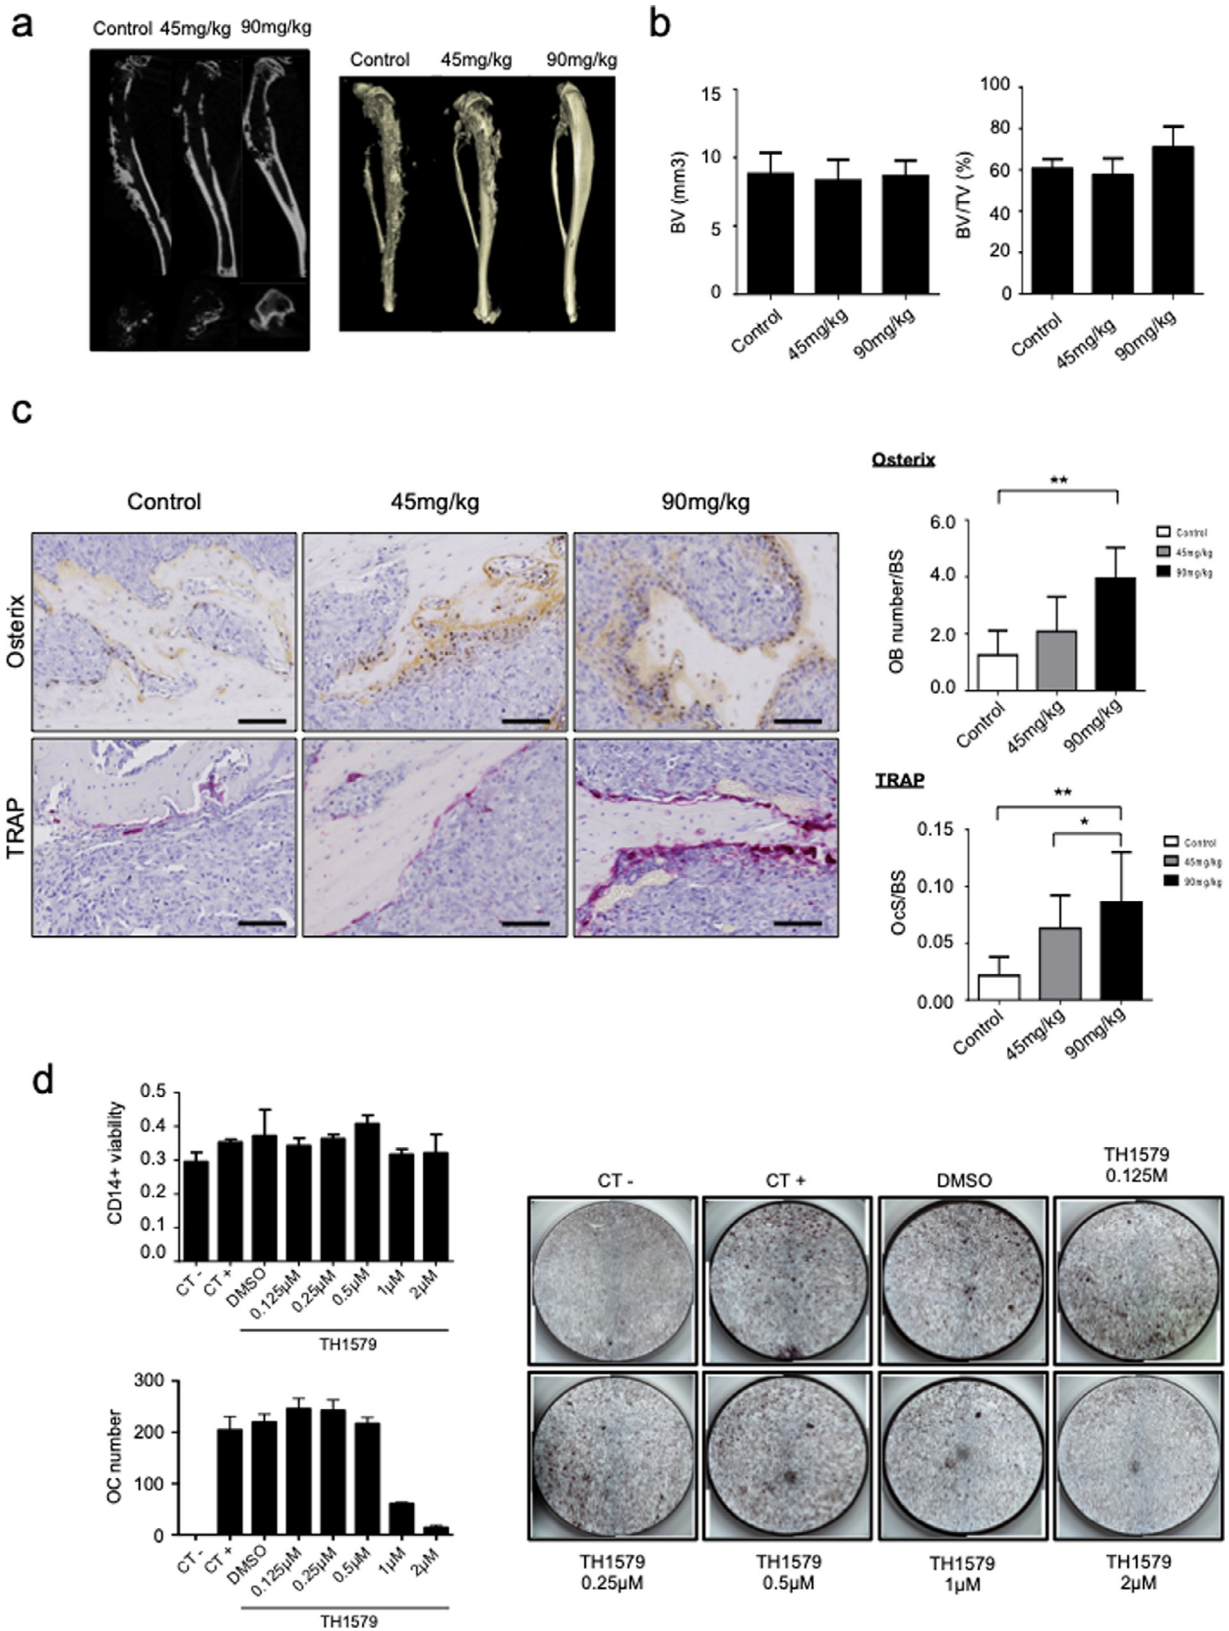 a
Control 45mg/kg 90mg/kg
Control 45mg/kg 90mg/kg
b
BV (mm3)
15
10
5
0
Control 45mg/kg 90mg/kg
BV/TV (%)
100
80
60
40
20
0
Control 45mg/kg 90mg/kg
c
Control 45mg/kg 90mg/kg
Osterix
TRAP
Osterix
**
OB number/BS
6.0
4.0
2.0
0.0
Control 45mg/kg 90mg/kg
Control
45mg/kg
90mg/kg
TRAP
**
*
OcS/BS
0.15
0.10
0.05
0.00
Control 45mg/kg 90mg/kg
Control
45mg/kg
90mg/kg
d
CD14+ viability
0.5
0.4
0.3
0.2
0.1
0.0
CT - CT + DMSO 0.125µM 0.25µM 0.5µM 1µM 2µM
TH1579
OC number
300
200
100
0
CT - CT + DMSO 0.125µM 0.25µM 0.5µM 1µM 2µM
TH1579
CT -
CT +
DMSO
TH1579
0.125M
TH1579
0.25µM
TH1579
0.5µM
TH1579
1µM
TH1579
2µM